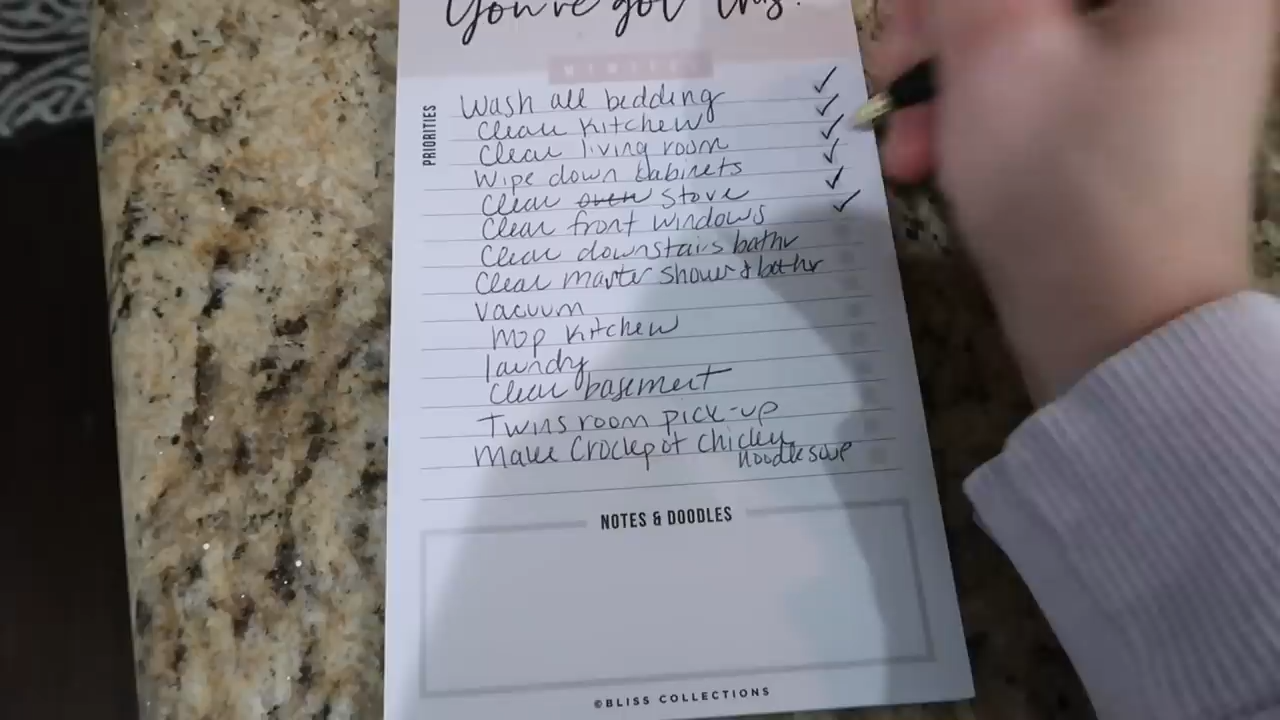 You've got this!
PRIORITIES
Wash all bedding ✓
Clean kitchen ✓
Clean living room ✓
Wipe down cabinets ✓
Clean oven Stove ✓
Clean front windows ✓
Clean downstairs bathr
Clean master shower & bathr
Vacuum
Mop kitchen
laundry
Clean basement
Twins room pick-up
Make Crockpot Chicken
noodle soup
NOTES & DOODLES
©BLISS COLLECTIONS